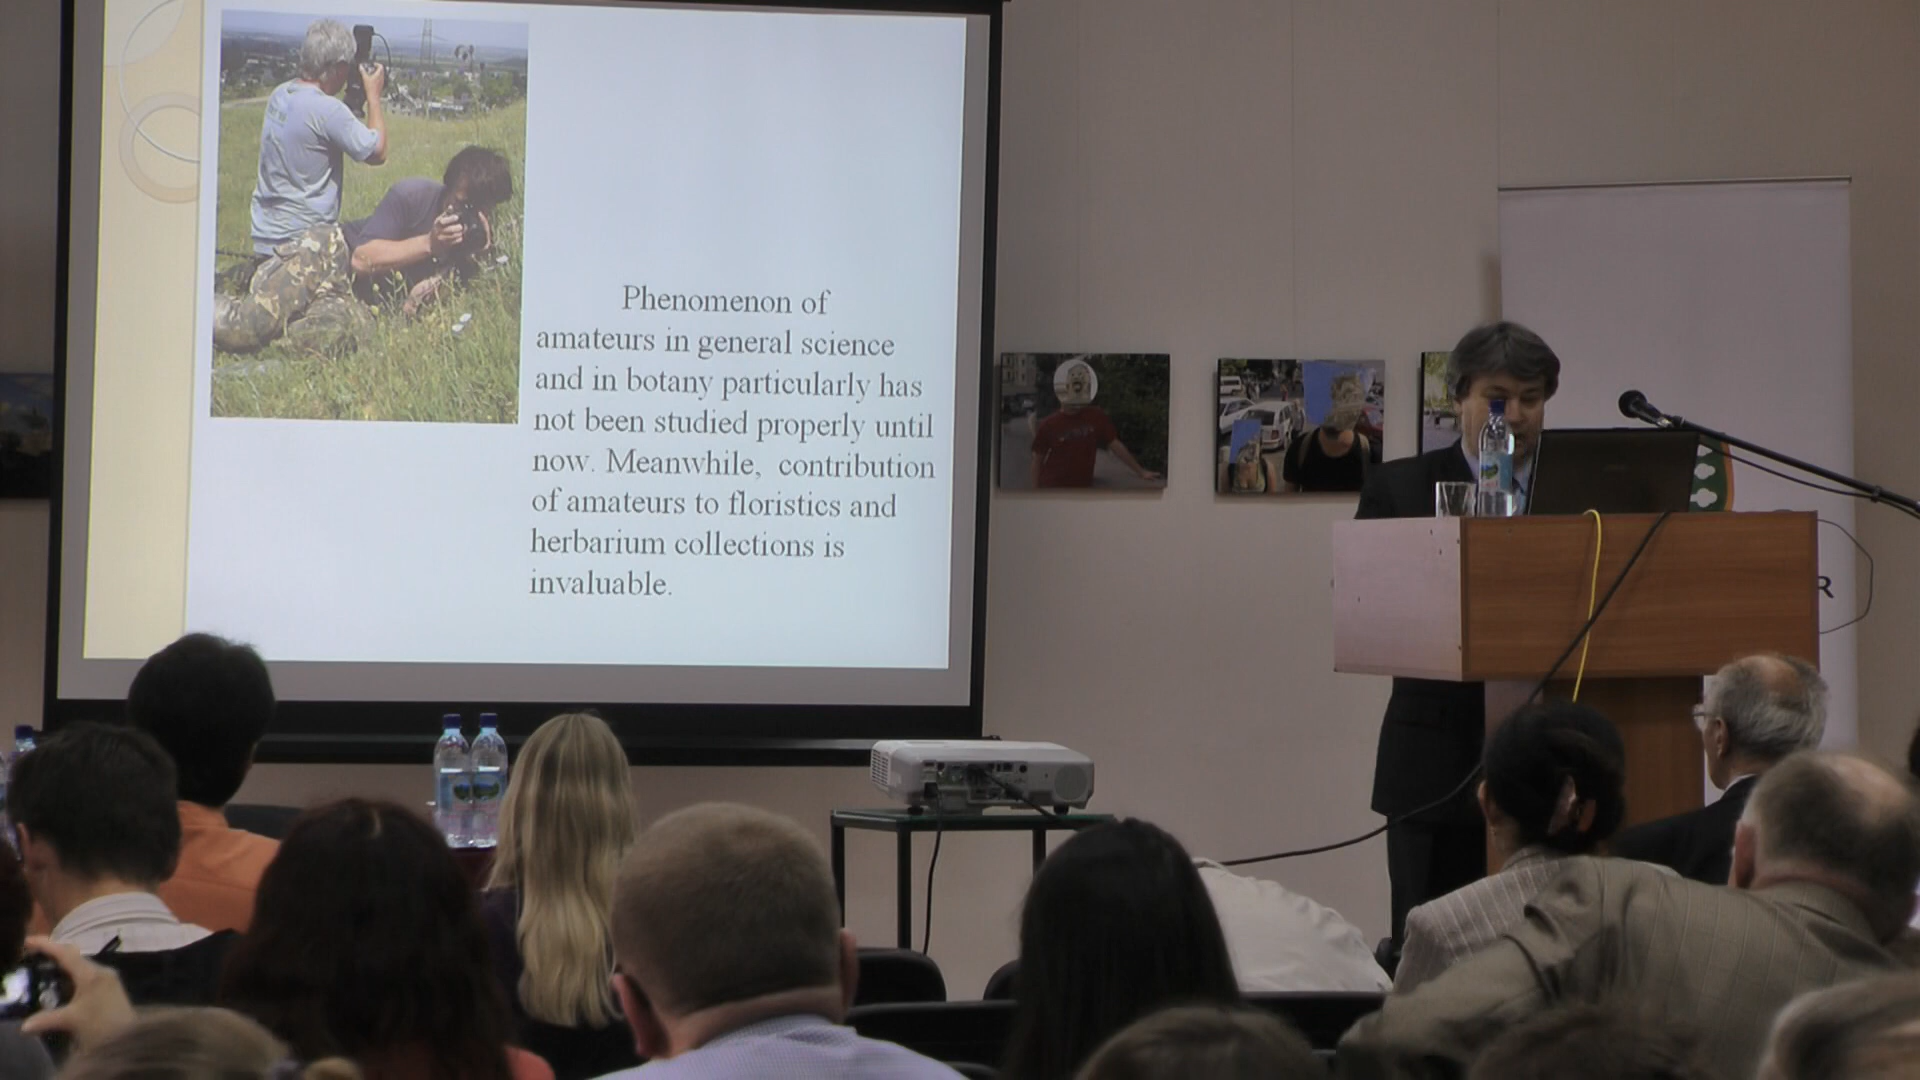 Phenomenon of
amateurs in general science
and in botany particularly has
not been studied properly until
now. Meanwhile, contribution
of amateurs to floristics and
herbarium collections is
invaluable.
R